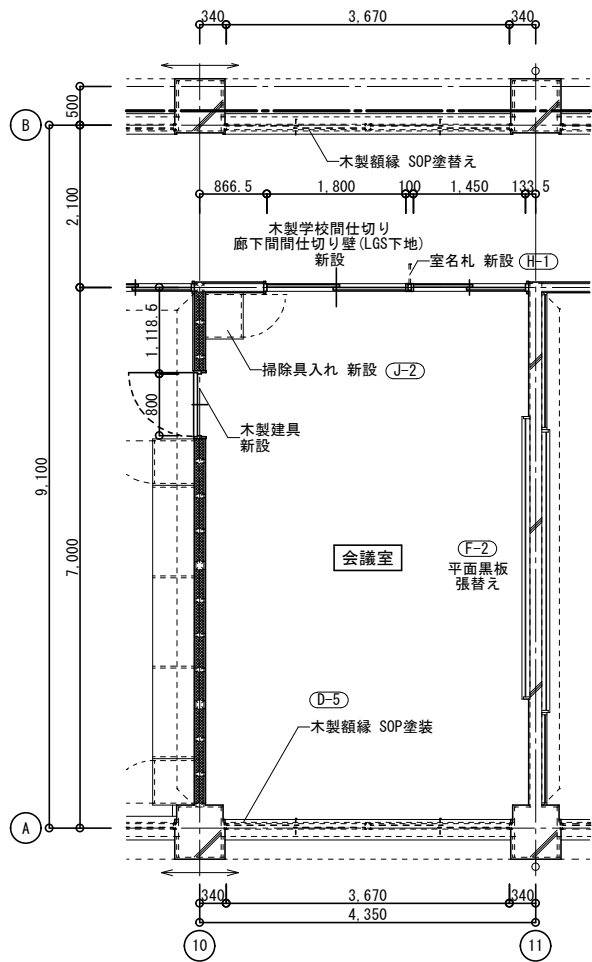 340 3,670 340
500
B
木製額縁 SOP塗替え
2,100
866.5 1,800 100 1,450 133.5
木製学校間仕切り
廊下間間仕切り壁(LGS下地)
新設
室名札 新設 H-1
1,118.5
掃除具入れ 新設 J-2
800
木製建具
新設
9,100
7,000
会議室
F-2
平面黒板
張替え
D-5
木製額縁 SOP塗装
A
340 3,670 340
4,350
10 11